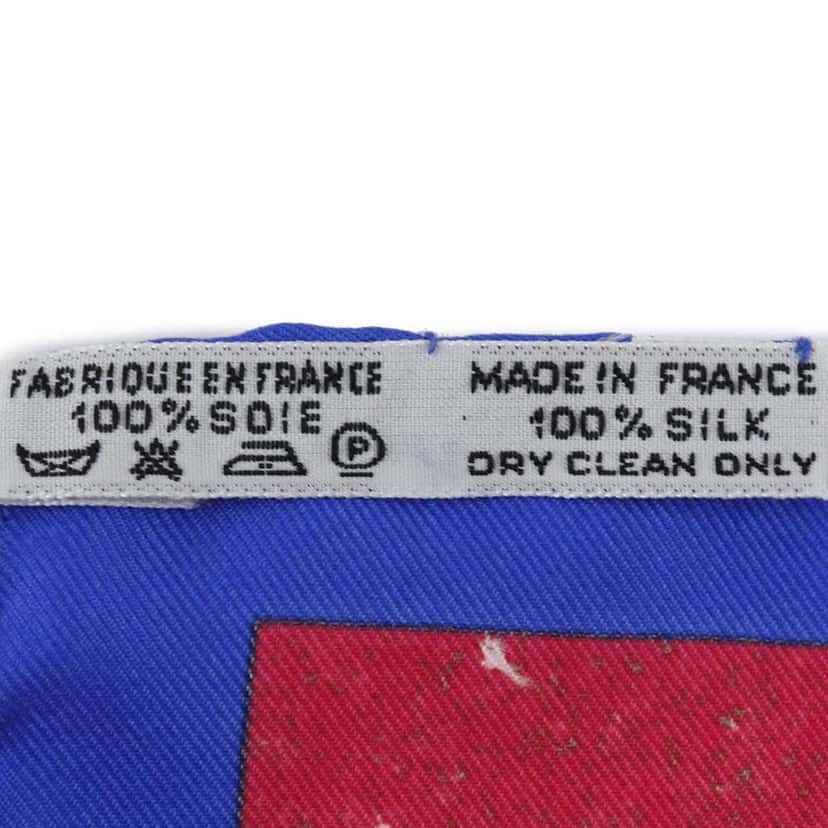 FABRIQUE EN FRANCE
100% SOIE
P
MADE IN FRANCE
100% SILK
DRY CLEAN ONLY